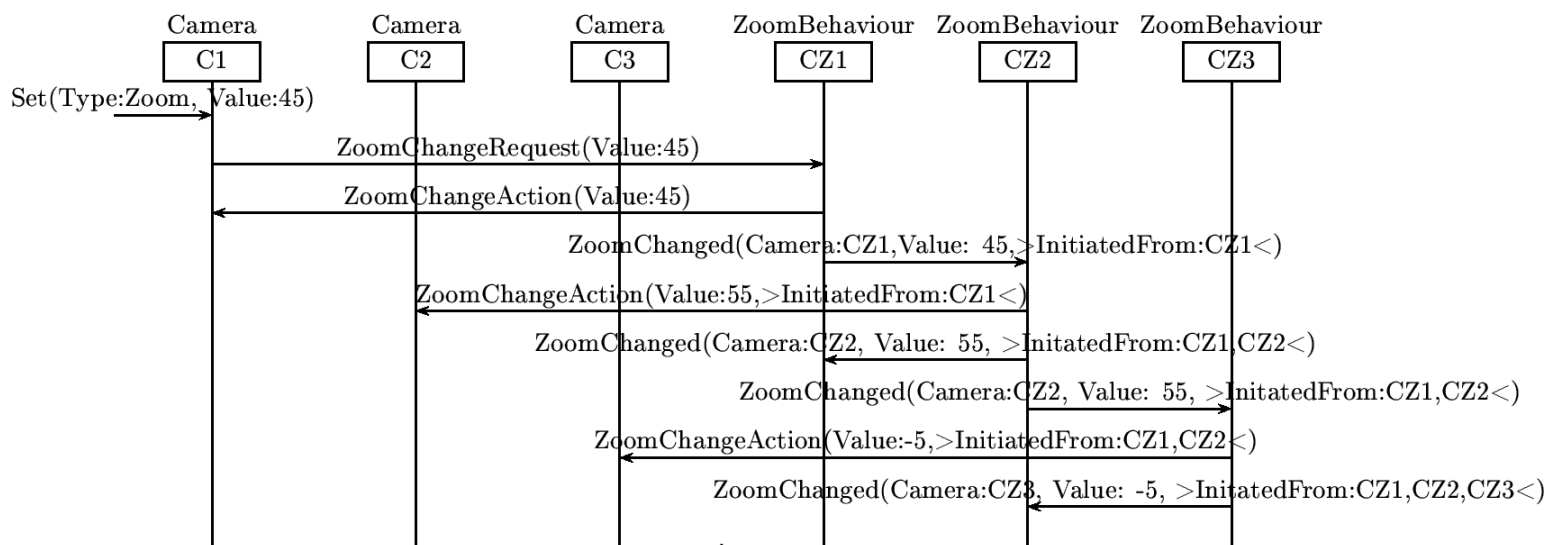 Camera Camera Camera ZoomBehaviour ZoomBehaviour ZoomBehaviour
C1 C2 C3 CZ1 CZ2 CZ3
Set(Type:Zoom, Value:45)
ZoomChangeRequest(Value:45)
ZoomChangeAction(Value:45)
ZoomChanged(Camera:CZ1,Value: 45,>InitiatedFrom:CZ1<)
ZoomChangeAction(Value:55,>InitiatedFrom:CZ1<)
ZoomChanged(Camera:CZ2, Value: 55, >InitatedFrom:CZ1,CZ2<)
ZoomChanged(Camera:CZ2, Value: 55, >InitatedFrom:CZ1,CZ2<)
ZoomChangeAction(Value:-5,>InitiatedFrom:CZ1,CZ2<)
ZoomChanged(Camera:CZ3, Value: -5, >InitatedFrom:CZ1,CZ2,CZ3<)